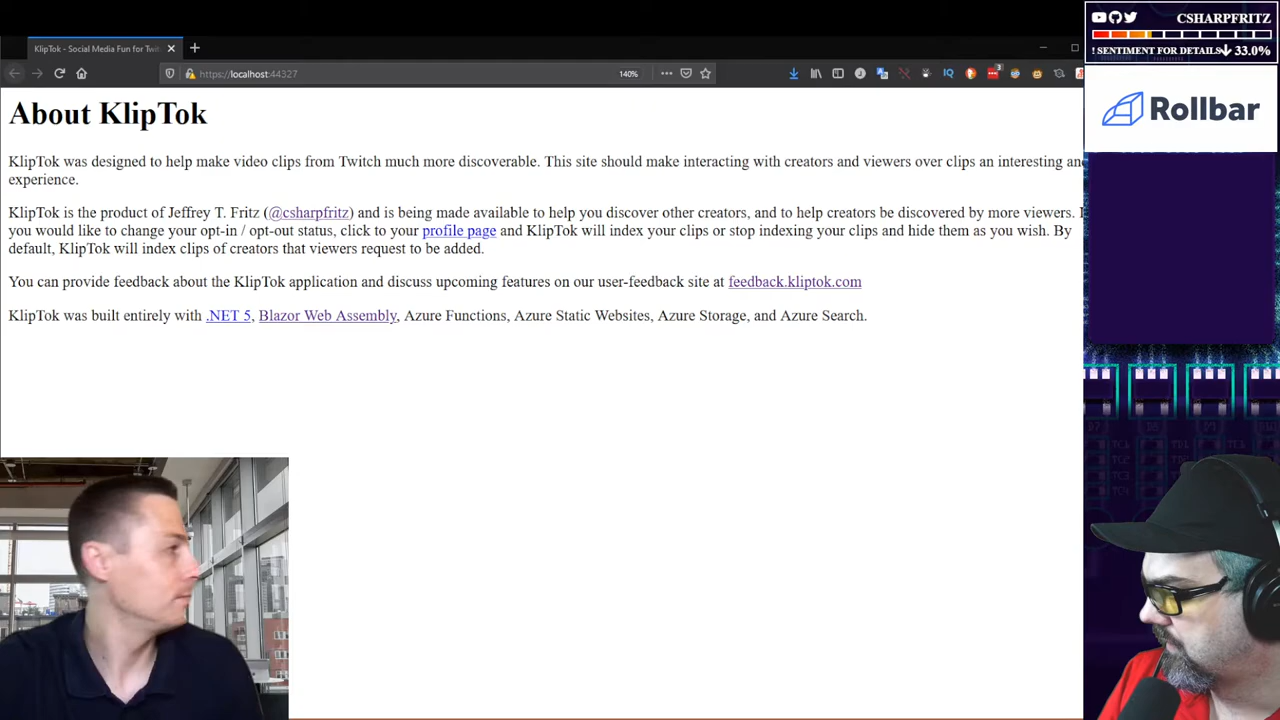 KlipTok - Social Media Fun for Twit
https://localhost:44327
140%
3
IQ
About KlipTok
KlipTok was designed to help make video clips from Twitch much more discoverable. This site should make interacting with creators and viewers over clips an interesting and
experience.
KlipTok is the product of Jeffrey T. Fritz (@csharpfritz) and is being made available to help you discover other creators, and to help creators be discovered by more viewers.
you would like to change your opt-in / opt-out status, click to your profile page and KlipTok will index your clips or stop indexing your clips and hide them as you wish. By
default, KlipTok will index clips of creators that viewers request to be added.
You can provide feedback about the KlipTok application and discuss upcoming features on our user-feedback site at feedback.kliptok.com
KlipTok was built entirely with .NET 5, Blazor Web Assembly, Azure Functions, Azure Static Websites, Azure Storage, and Azure Search.
CSHARPFRITZ
! SENTIMENT FOR DETAILS 33.0%
Rollbar